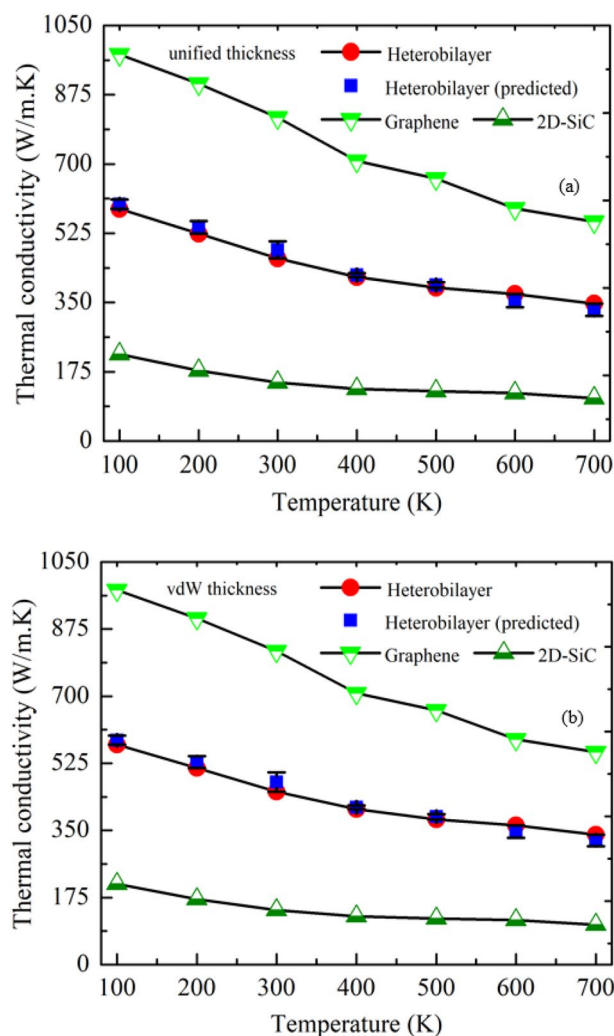 1050
875
700
525
350
175
0
Thermal conductivity (W/m.K)
unified thickness
Heterobilayer
Heterobilayer (predicted)
Graphene
2D-SiC
(a)
100 200 300 400 500 600 700
Temperature (K)
1050
875
700
525
350
175
0
Thermal conductivity (W/m.K)
vdW thickness
Heterobilayer
Heterobilayer (predicted)
Graphene
2D-SiC
(b)
100 200 300 400 500 600 700
Temperature (K)